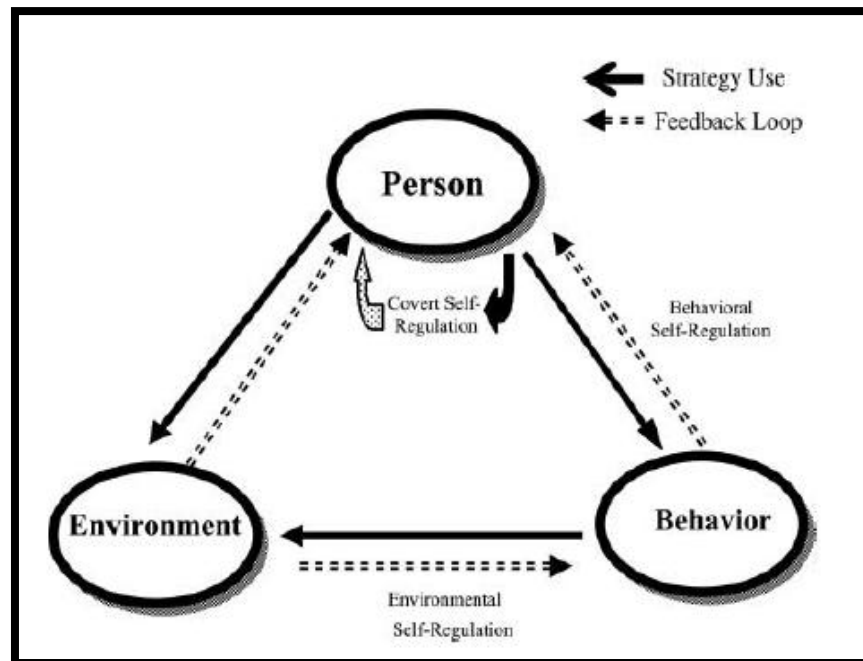 Strategy Use
Feedback Loop
Person
Covert Self-
Regulation
Behavioral
Self-Regulation
Environment
Behavior
Environmental
Self-Regulation